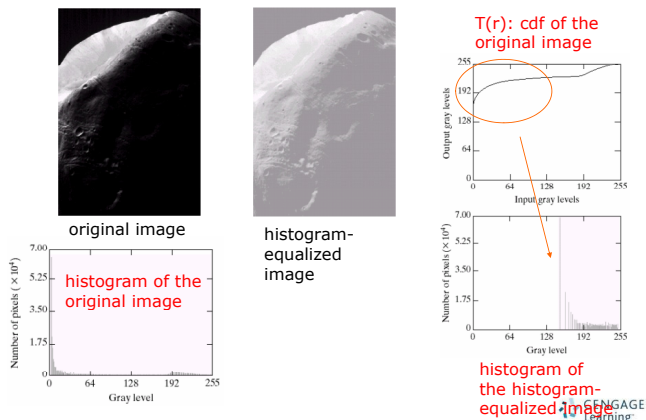 T(r): cdf of the
original image
255
192
128
64
0
Output gray levels
0 64 128 192 255
Input gray levels
original image
histogram-
equalized
image
7.00
5.25
3.50
1.75
0
Number of pixels ( × 10⁴)
histogram of the
original image
0 64 128 192 255
Gray level
7.00
5.25
3.50
1.75
0
Number of pixels ( × 10⁴)
0 64 128 192 255
Gray level
histogram of
the histogram-
equalized image
CENGAGE
Learning